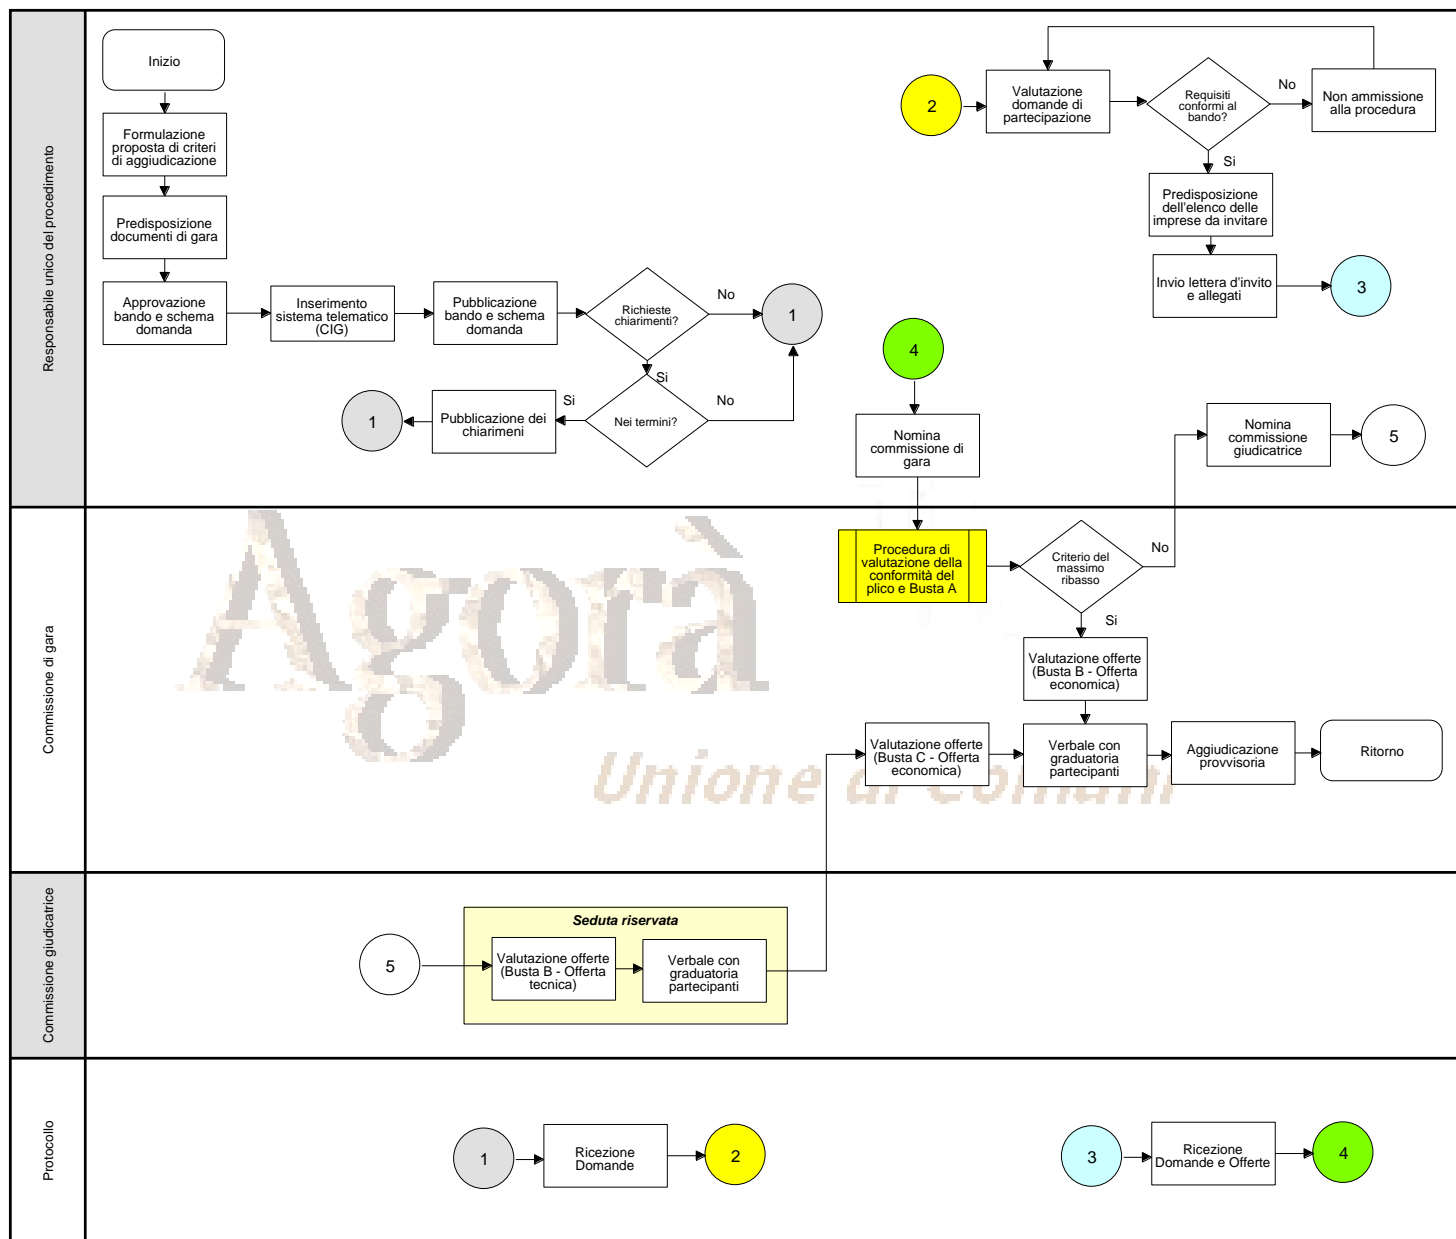 Responsabile unico del procedimento
Inizio
Formulazione
proposta di criteri
di aggiudicazione
Predisposizione
documenti di gara
Approvazione
bando e schema
domanda
Inserimento
sistema telematico
(CIG)
Pubblicazione
bando e schema
domanda
Richieste
chiarimenti?
No
1
Si
Nei termini?
No
Si
Pubblicazione dei
chiarimeni
1
2
Valutazione
domande di
partecipazione
Requisiti
conformi al
bando?
No
Non ammissione
alla procedura
Si
Predisposizione
dell'elenco delle
imprese da invitare
Invio lettera d'invito
e allegati
3
4
Nomina
commissione di
gara
Nomina
commissione
giudicatrice
5
Commissione di gara
Agorà
Unione di Comuni
Procedura di
valutazione della
conformità del
plico e Busta A
Criterio del
massimo
ribasso
No
Si
Valutazione offerte
(Busta B - Offerta
economica)
Valutazione offerte
(Busta C - Offerta
economica)
Verbale con
graduatoria
partecipanti
Aggiudicazione
provvisoria
Ritorno
Commissione giudicatrice
5
Seduta riservata
Valutazione offerte
(Busta B - Offerta
tecnica)
Verbale con
graduatoria
partecipanti
Protocollo
1
Ricezione
Domande
2
3
Ricezione
Domande e Offerte
4